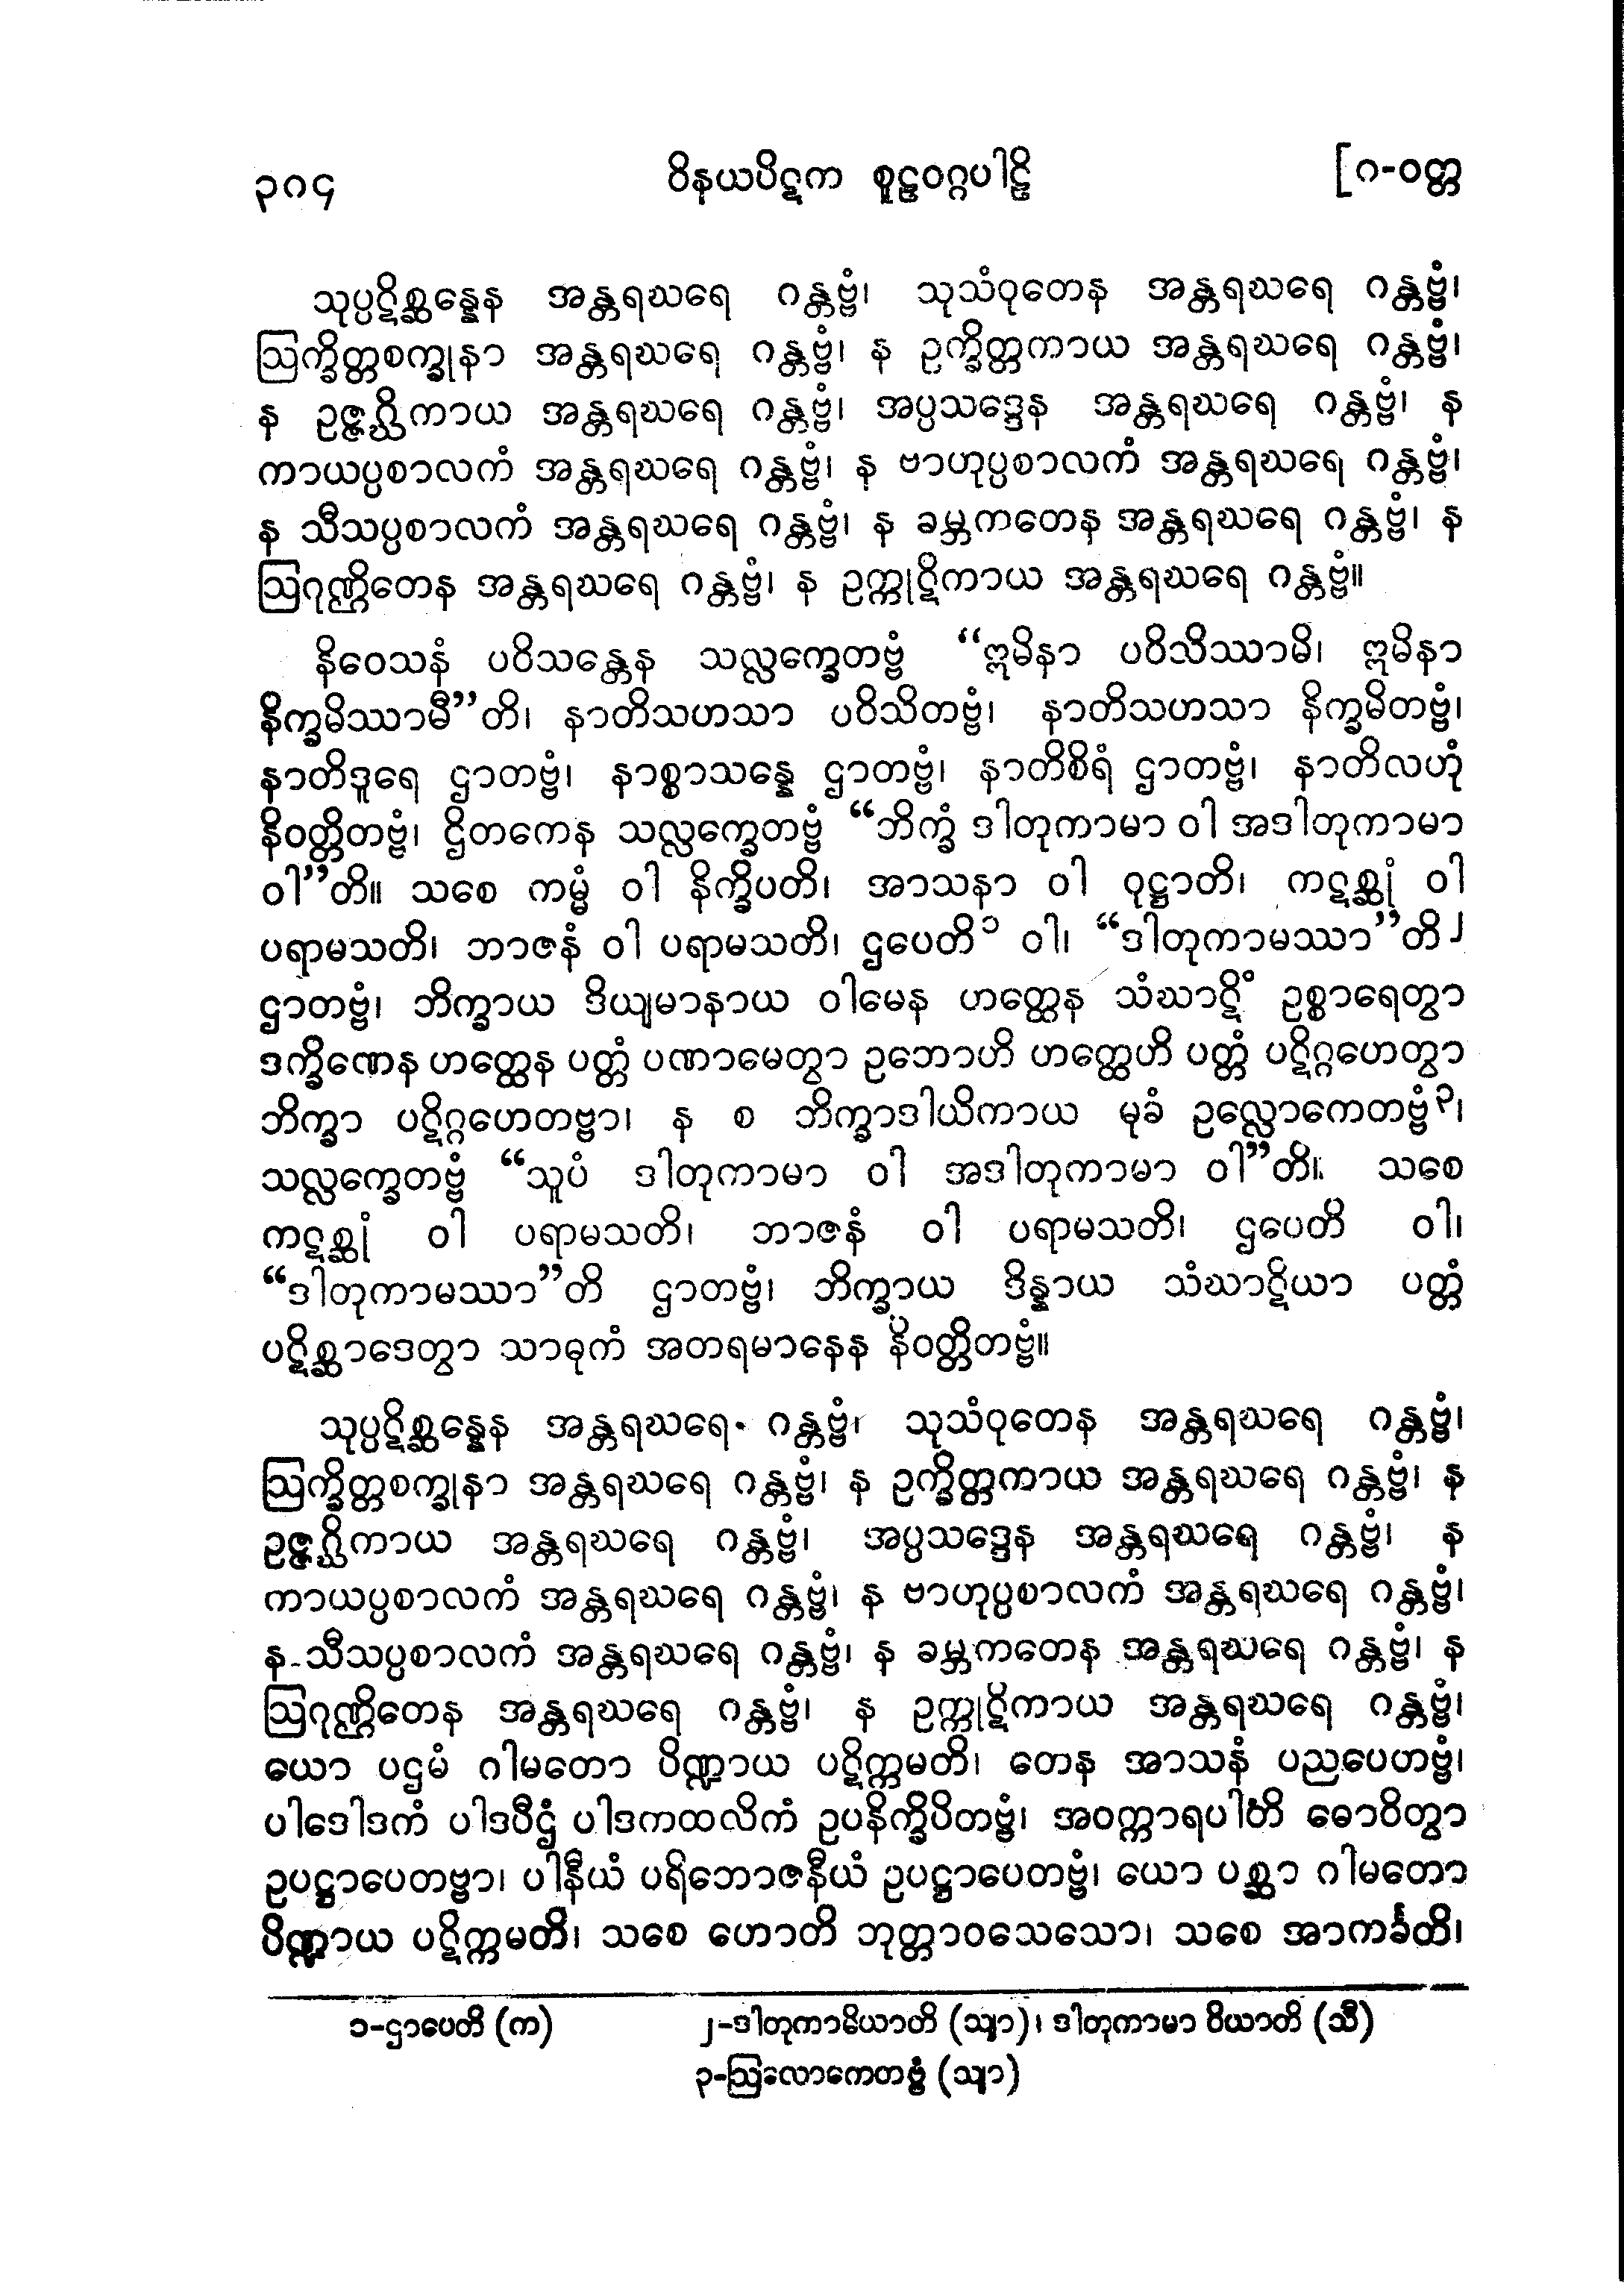 ၃၁၄ ဝိနယပိဋက စူဠဝဂ္ဂပါဠိ [ဂ-ဝတ္တ
သုပ္ပဋိစ္ဆန္နေန အန္တရဃရေ ဂန္တဗ္ဗံ၊ သုသံဝုတေန အန္တရဃရေ ဂန္တဗ္ဗံ၊
ဩက္ခိတ္တစက္ခုနာ အန္တရဃရေ ဂန္တဗ္ဗံ၊ န ဥက္ခိတ္တကာယ အန္တရဃရေ ဂန္တဗ္ဗံ၊
န ဥဇ္ဇဂ္ဃိကာယ အန္တရဃရေ ဂန္တဗ္ဗံ၊ အပ္ပသဒ္ဒေန အန္တရဃရေ ဂန္တဗ္ဗံ၊ န
ကာယပ္ပစာလကံ အန္တရဃရေ ဂန္တဗ္ဗံ၊ န ဗာဟုပ္ပစာလကံ အန္တရဃရေ ဂန္တဗ္ဗံ၊
န သီသပ္ပစာလကံ အန္တရဃရေ ဂန္တဗ္ဗံ၊ န ခမ္ဘကတေန အန္တရဃရေ ဂန္တဗ္ဗံ၊ န
ဩဂုဏ္ဌိတေန အန္တရဃရေ ဂန္တဗ္ဗံ၊ န ဥက္ကုဋိကာယ အန္တရဃရေ ဂန္တဗ္ဗံ။
နိဝေသနံ ပဝိသန္တေန သလ္လက္ခေတဗ္ဗံ “ဣမိနာ ပဝိသိဿာမိ၊ ဣမိနာ
နိက္ခမိဿာမီ”တိ၊ နာတိသဟသာ ပဝိသိတဗ္ဗံ၊ နာတိသဟသာ နိက္ခမိတဗ္ဗံ၊
နာတိဒူရေ ဌာတဗ္ဗံ၊ နာစ္စာသန္နေ ဌာတဗ္ဗံ၊ နာတိစိရံ ဌာတဗ္ဗံ၊ နာတိလဟုံ
နိဝတ္တိတဗ္ဗံ၊ ဌိတကေန သလ္လက္ခေတဗ္ဗံ “ဘိက္ခံ ဒါတုကာမာ ဝါ အဒါတုကာမာ
ဝါ”တိ။ သစေ ကမ္မံ ဝါ နိက္ခိပတိ၊ အာသနာ ဝါ ဝုဋ္ဌာတိ၊ ကဋစ္ဆုံ ဝါ
ပရာမသတိ၊ ဘာဇနံ ဝါ ပရာမသတိ၊ ဌပေတိ၁ ဝါ၊ “ဒါတုကာမဿာ”တိ၂
ဌာတဗ္ဗံ၊ ဘိက္ခာယ ဒိယျမာနာယ ဝါမေန ဟတ္ထေန သံဃာဋိံ ဥစ္စာရေတွာ
ဒက္ခိဏေန ဟတ္ထေန ပတ္တံ ပဏာမေတွာ ဥဘောဟိ ဟတ္ထေဟိ ပတ္တံ ပဋိဂ္ဂဟေတွာ
ဘိက္ခာ ပဋိဂ္ဂဟေတဗ္ဗာ၊ န စ ဘိက္ခာဒါယိကာယ မုခံ ဥလ္လောကေတဗ္ဗံ၃၊
သလ္လက္ခေတဗ္ဗံ “သူပံ ဒါတုကာမာ ဝါ အဒါတုကာမာ ဝါ”တိ။ သစေ
ကဋစ္ဆုံ ဝါ ပရာမသတိ၊ ဘာဇနံ ဝါ ပရာမသတိ၊ ဌပေတိ ဝါ၊
“ဒါတုကာမဿာ”တိ ဌာတဗ္ဗံ၊ ဘိက္ခာယ ဒိန္နာယ သံဃာဋိယာ ပတ္တံ
ပဋိစ္ဆာဒေတွာ သာဓုကံ အတရမာနေန နိဝတ္တိတဗ္ဗံ။
သုပ္ပဋိစ္ဆန္နေန အန္တရဃရေ ဂန္တဗ္ဗံ၊ သုသံဝုတေန အန္တရဃရေ ဂန္တဗ္ဗံ၊
ဩက္ခိတ္တစက္ခုနာ အန္တရဃရေ ဂန္တဗ္ဗံ၊ န ဥက္ခိတ္တကာယ အန္တရဃရေ ဂန္တဗ္ဗံ၊ န
ဥဇ္ဇဂ္ဃိကာယ အန္တရဃရေ ဂန္တဗ္ဗံ၊ အပ္ပသဒ္ဒေန အန္တရဃရေ ဂန္တဗ္ဗံ၊ န
ကာယပ္ပစာလကံ အန္တရဃရေ ဂန္တဗ္ဗံ၊ န ဗာဟုပ္ပစာလကံ အန္တရဃရေ ဂန္တဗ္ဗံ၊
န သီသပ္ပစာလကံ အန္တရဃရေ ဂန္တဗ္ဗံ၊ န ခမ္ဘကတေန အန္တရဃရေ ဂန္တဗ္ဗံ၊ န
ဩဂုဏ္ဌိတေန အန္တရဃရေ ဂန္တဗ္ဗံ၊ န ဥက္ကုဋိကာယ အန္တရဃရေ ဂန္တဗ္ဗံ၊
ယော ပဌမံ ဂါမတော ပိဏ္ဍာယ ပဋိက္ကမတိ၊ တေန အာသနံ ပညပေတဗ္ဗံ၊
ပါဒေါဒကံ ပါဒပီဌံ ပါဒကထလိကံ ဥပနိက္ခိပိတဗ္ဗံ၊ အဝက္ကာရပါတိ ဓောဝိတွာ
ဥပဋ္ဌာပေတဗ္ဗာ၊ ပါနီယံ ပရိဘောဇနီယံ ဥပဋ္ဌာပေတဗ္ဗံ၊ ယော ပစ္ဆာ ဂါမတော
ပိဏ္ဍာယ ပဋိက္ကမတိ၊ သစေ ဟောတိ ဘုတ္တာဝသေသော၊ သစေ အာကင်္ခတိ၊
၁-ဌာပေတိ (က) ၂-ဒါတုကာမိယာတိ (သျာ)၊ ဒါတုကာမာ ဝိယာတိ (သီ)
၃-ဩလောကေတဗ္ဗံ (သျာ)